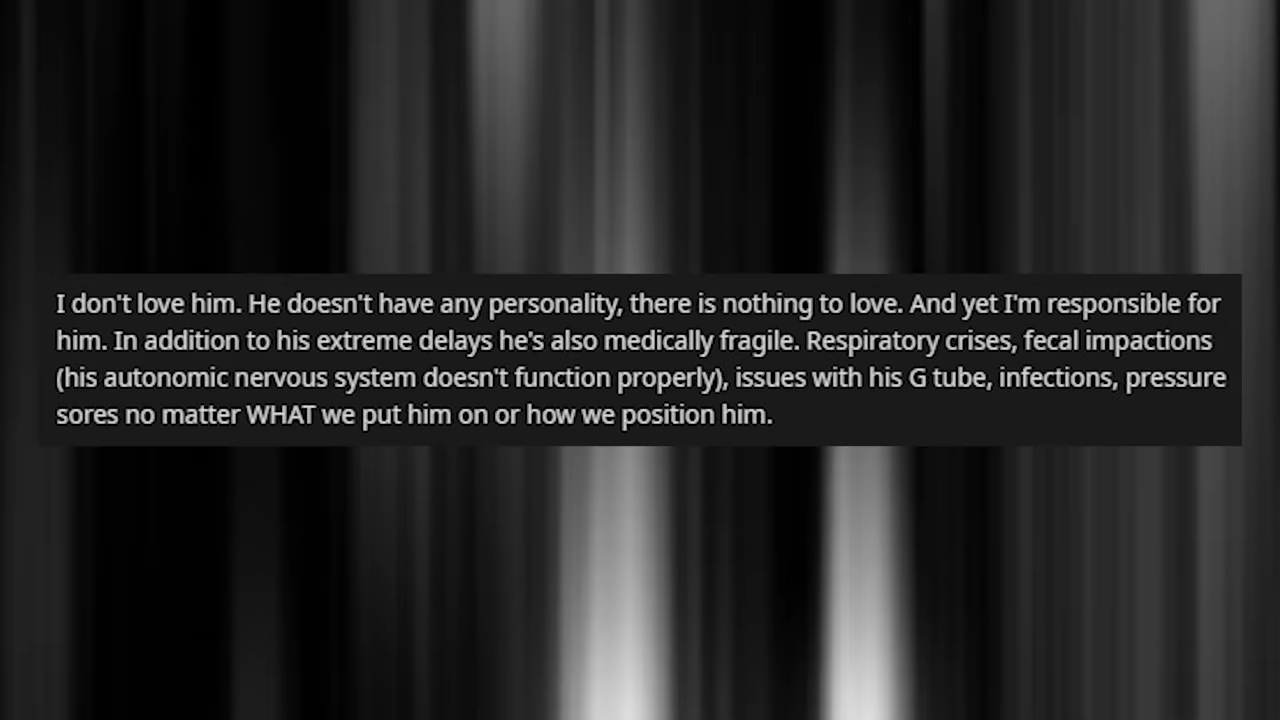 I don't love him. He doesn't have any personality, there is nothing to love. And yet I'm responsible for
him. In addition to his extreme delays he's also medically fragile. Respiratory crises, fecal impactions
(his autonomic nervous system doesn't function properly), issues with his G tube, infections, pressure
sores no matter WHAT we put him on or how we position him.